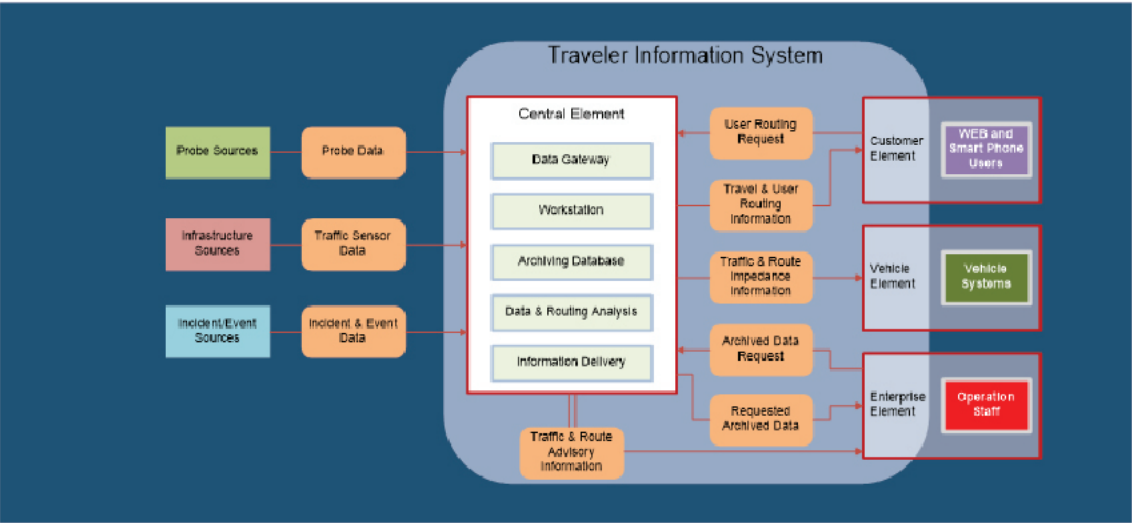 Traveler Information System
Central Element
Data Gateway
Workstation
Archiving Database
Data & Routing Analysis
Information Delivery
Probe Sources
Probe Data
Infrastructure
Sources
Traffic Sensor
Data
Incident/Event
Sources
Incident & Event
Data
User Routing
Request
Travel & User
Routing
Information
Traffic & Route
Impedance
Information
Archived Data
Request
Requested
Archived Data
Traffic & Route
Advisory
Information
Customer
Element
WEB and
Smart Phone
Users
Vehicle
Element
Vehicle
Systems
Enterprise
Element
Operation
Staff